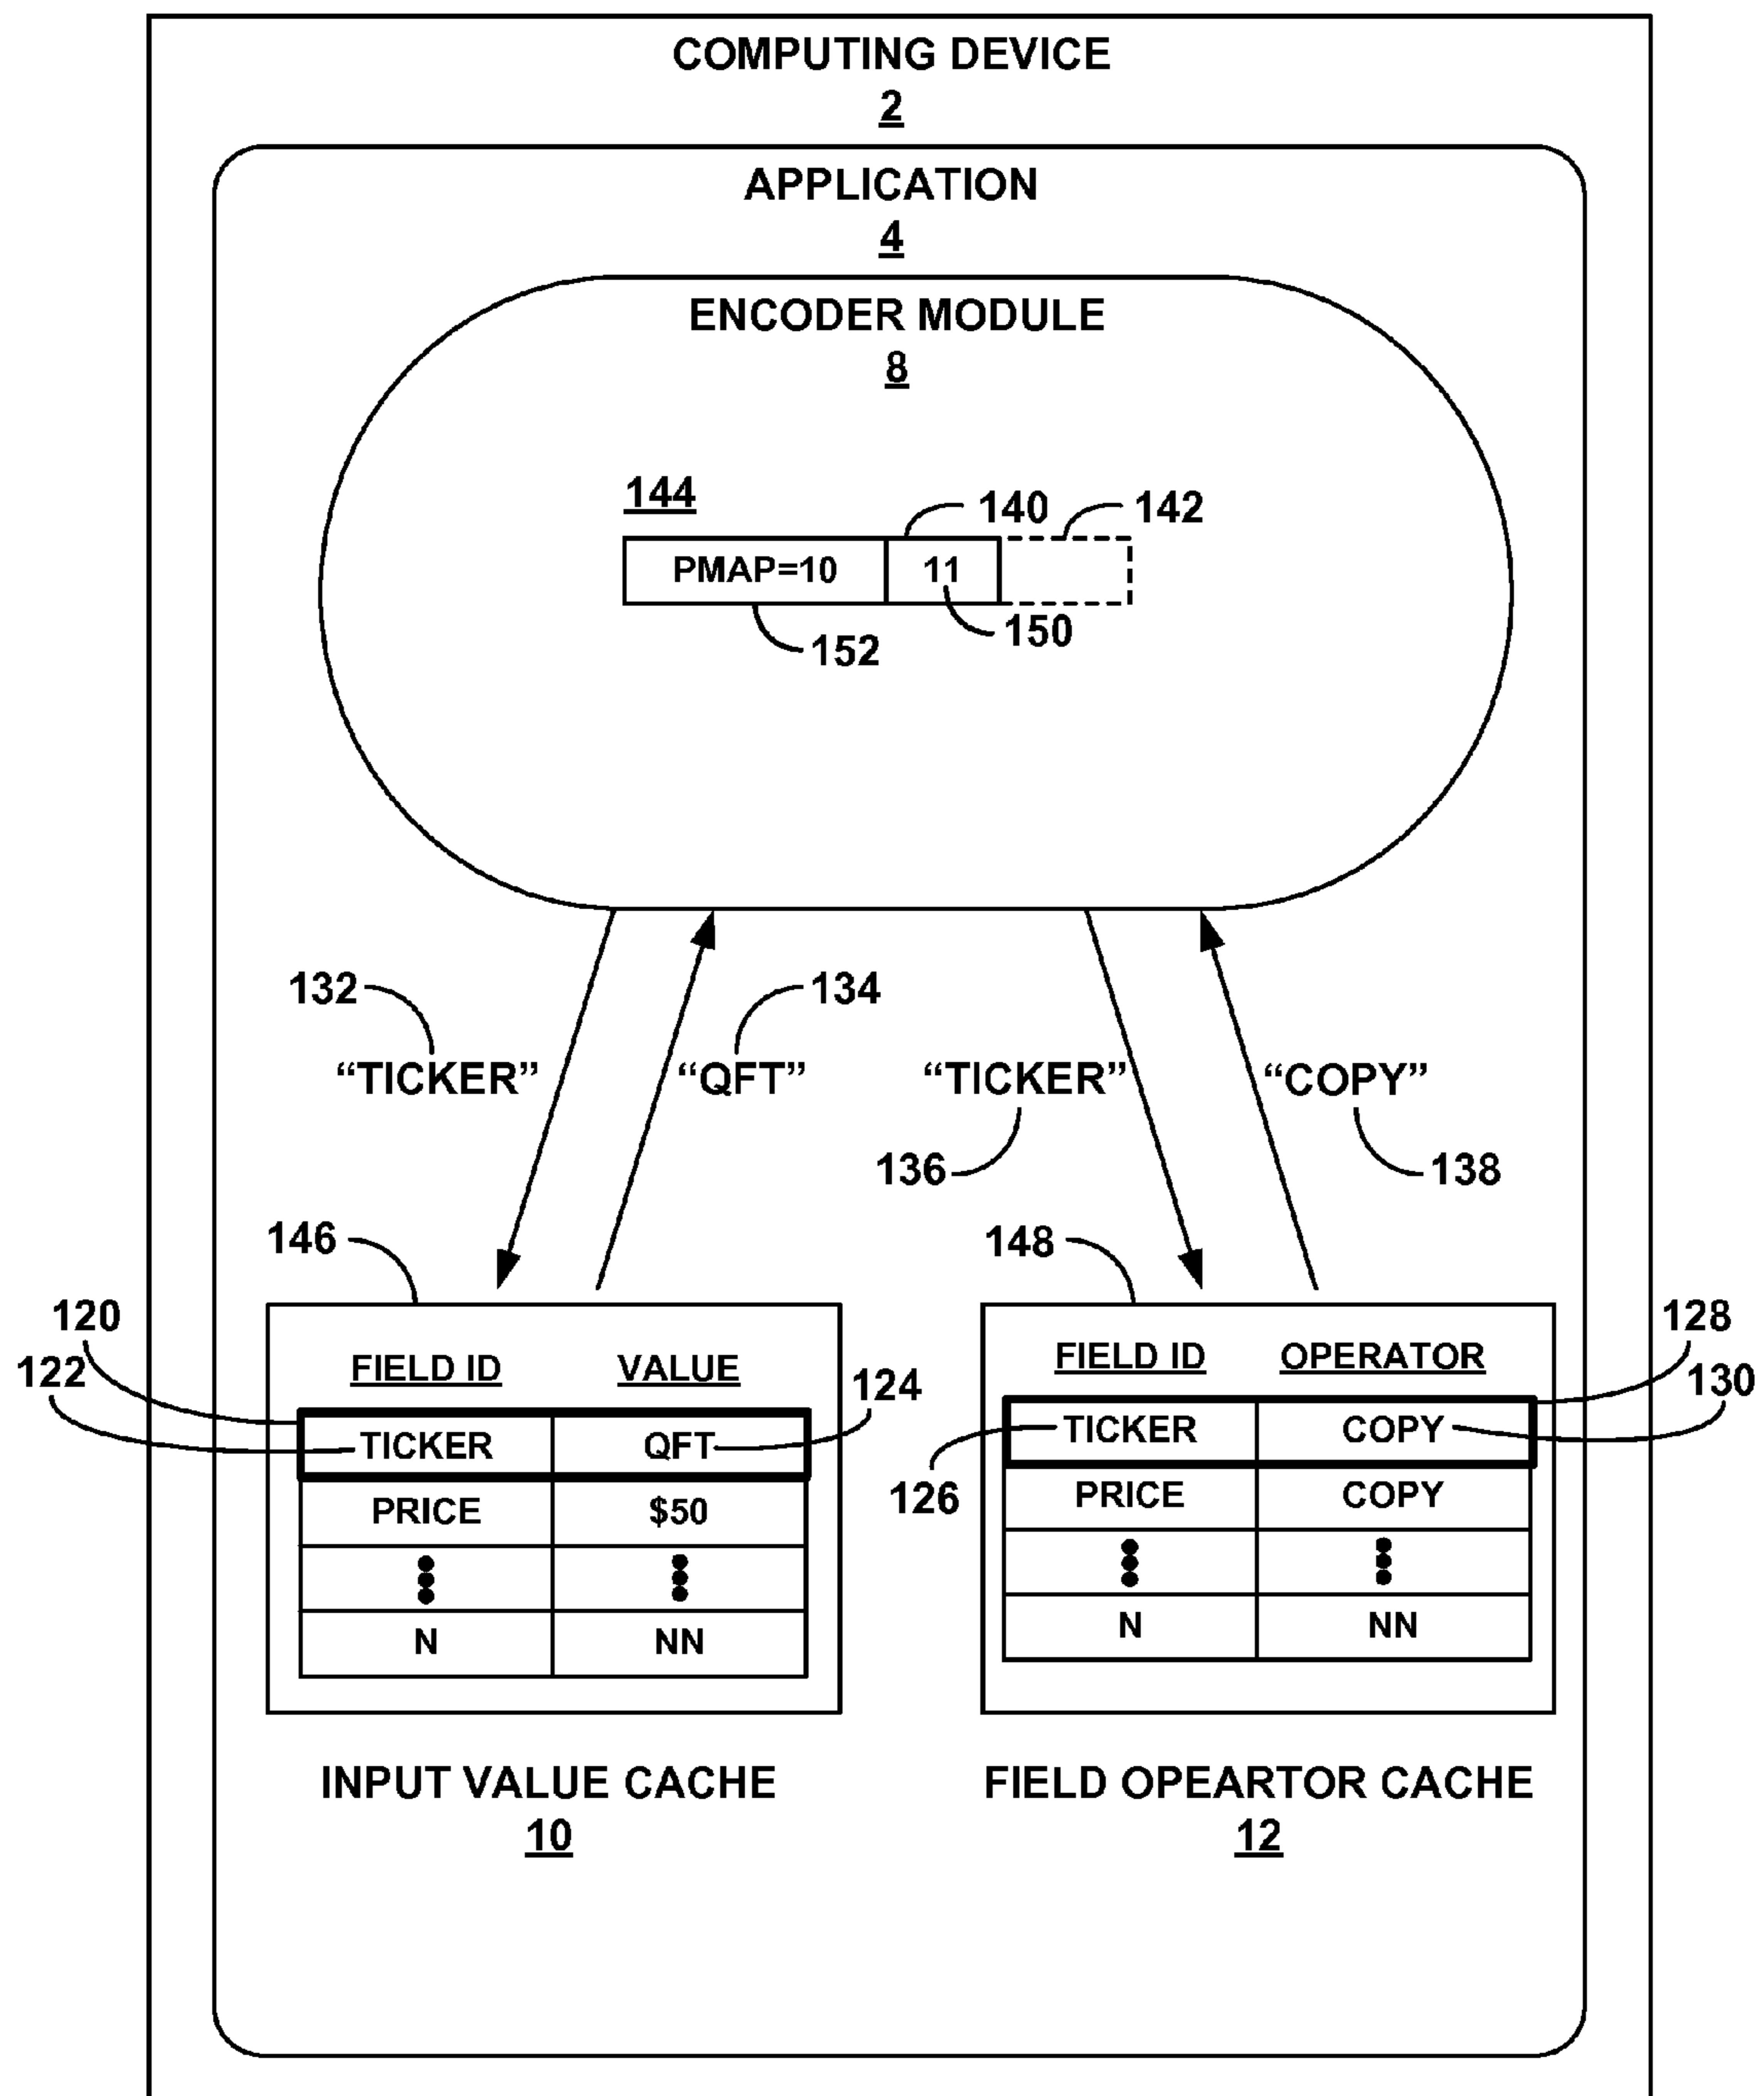 COMPUTING DEVICE
2
APPLICATION
4
ENCODER MODULE
8
144
140
142
PMAP=10
11
150
152
132
134
"TICKER"
"QFT"
"TICKER"
"COPY"
136
138
146
148
120
122
128
130
FIELD ID
VALUE
124
FIELD ID
OPERATOR
TICKER
QFT
TICKER
COPY
126
PRICE
$50
PRICE
COPY
N
NN
N
NN
INPUT VALUE CACHE
10
FIELD OPEARTOR CACHE
12